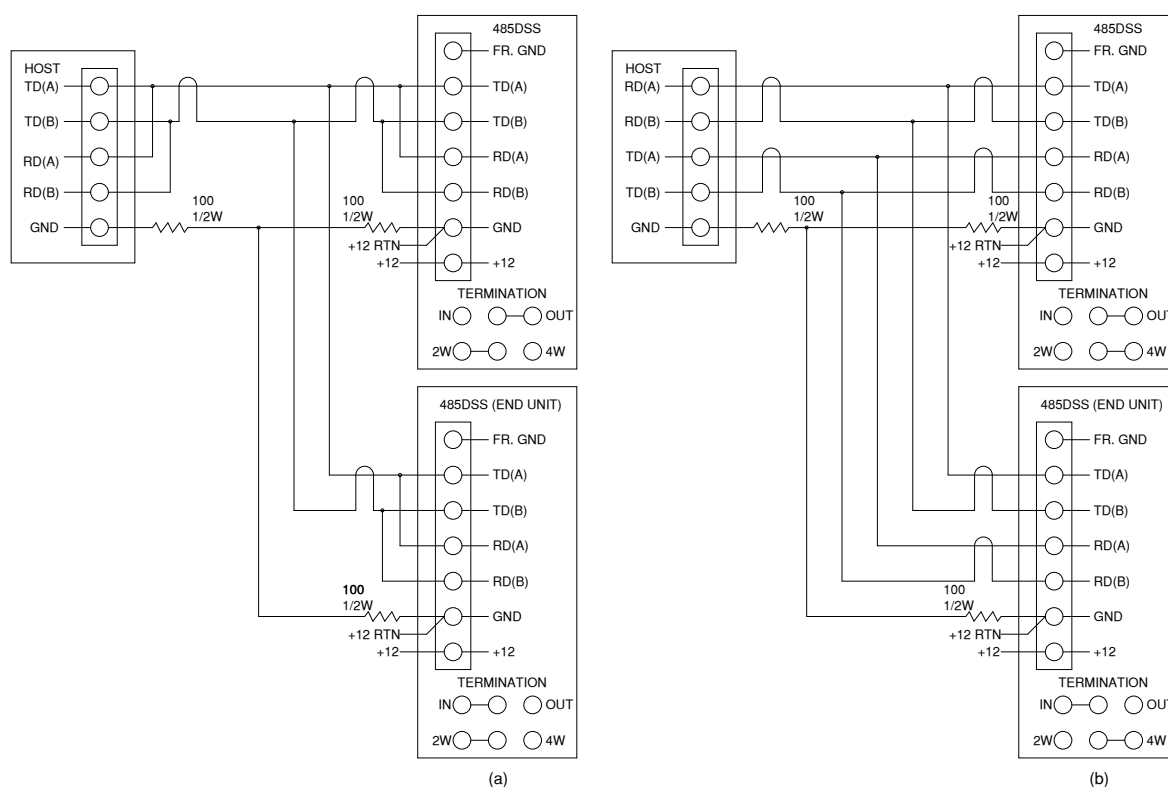 485DSS
FR. GND
HOST
TD(A)
TD(B)
RD(A)
RD(B)
GND
100
1/2W
100
1/2W
TD(A)
TD(B)
RD(A)
RD(B)
GND
+12 RTN
+12
+12
TERMINATION
IN
OUT
2W
4W
485DSS (END UNIT)
FR. GND
TD(A)
TD(B)
RD(A)
RD(B)
100
1/2W
GND
+12 RTN
+12
+12
TERMINATION
IN
OUT
2W
4W
(a)
485DSS
FR. GND
HOST
RD(A)
RD(B)
TD(A)
TD(B)
GND
100
1/2W
100
1/2W
TD(A)
TD(B)
RD(A)
RD(B)
GND
+12 RTN
+12
+12
TERMINATION
IN
OUT
2W
4W
485DSS (END UNIT)
FR. GND
TD(A)
TD(B)
RD(A)
RD(B)
100
1/2W
GND
+12 RTN
+12
+12
TERMINATION
IN
OUT
2W
4W
(b)